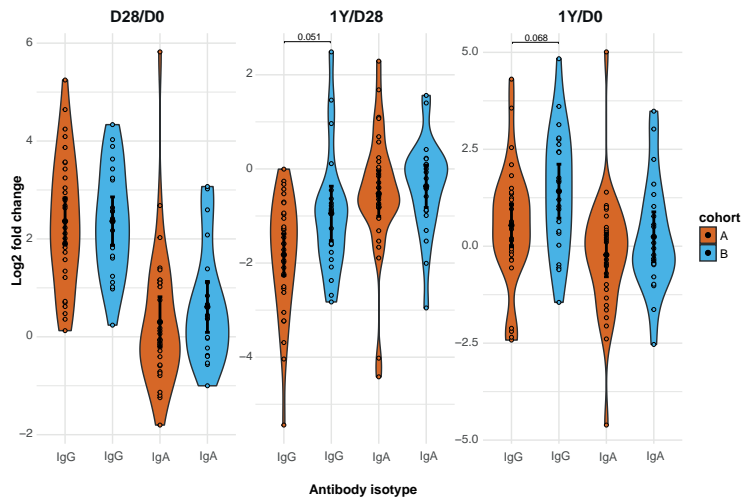 D28/D0 1Y/D28 1Y/D0
0.051 0.068
Log2 fold change
6
4
2
0
−2
2
0
−2
−4
5.0
2.5
0.0
−2.5
−5.0
cohort
A
B
IgG IgG IgA IgA IgG IgG IgA IgA IgG IgG IgA IgA
Antibody isotype